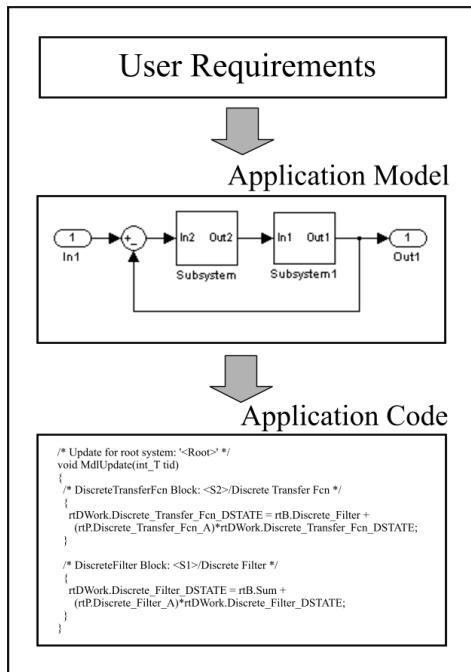 User Requirements
Application Model
1
In1
+
-
In2 Out2
Subsystem
In1 Out1
Subsystem1
1
Out1
Application Code
/* Update for root system: '<Root>' */
void MdlUpdate(int_T tid)
{
/* DiscreteTransferFcn Block: <S2>/Discrete Transfer Fcn */
{
rtDWork.Discrete_Transfer_Fcn_DSTATE = rtB.Discrete_Filter +
(rtP.Discrete_Transfer_Fcn_A)*rtDWork.Discrete_Transfer_Fcn_DSTATE;
}
/* DiscreteFilter Block: <S1>/Discrete Filter */
{
rtDWork.Discrete_Filter_DSTATE = rtB.Sum +
(rtP.Discrete_Filter_A)*rtDWork.Discrete_Filter_DSTATE;
}
}